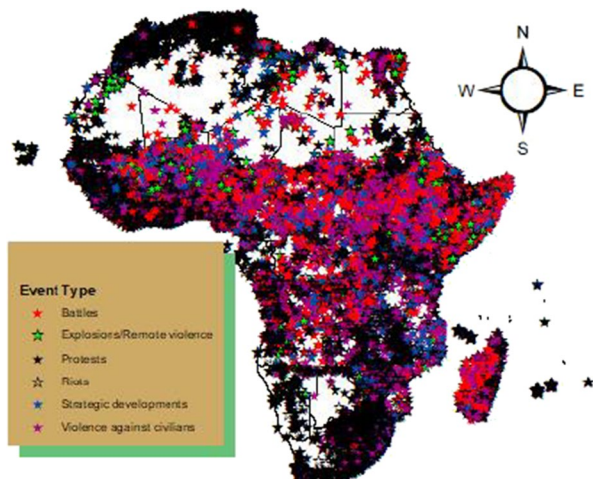 N
W E
S
Event Type
Battles
Explosions/Remote violence
Protests
Riots
Strategic developments
Violence against civilians